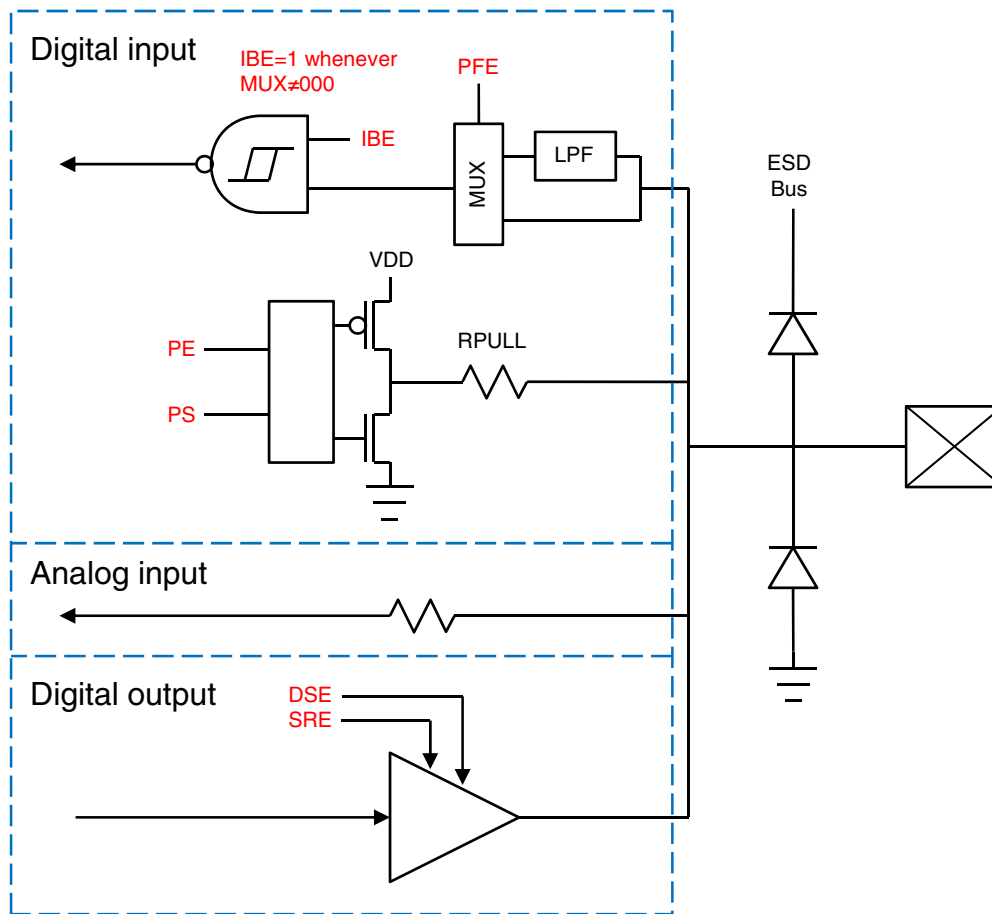 Digital input
IBE=1 whenever
MUX≠000
PFE
IBE
MUX
LPF
ESD
Bus
VDD
PE
PS
RPULL
Analog input
Digital output
DSE
SRE